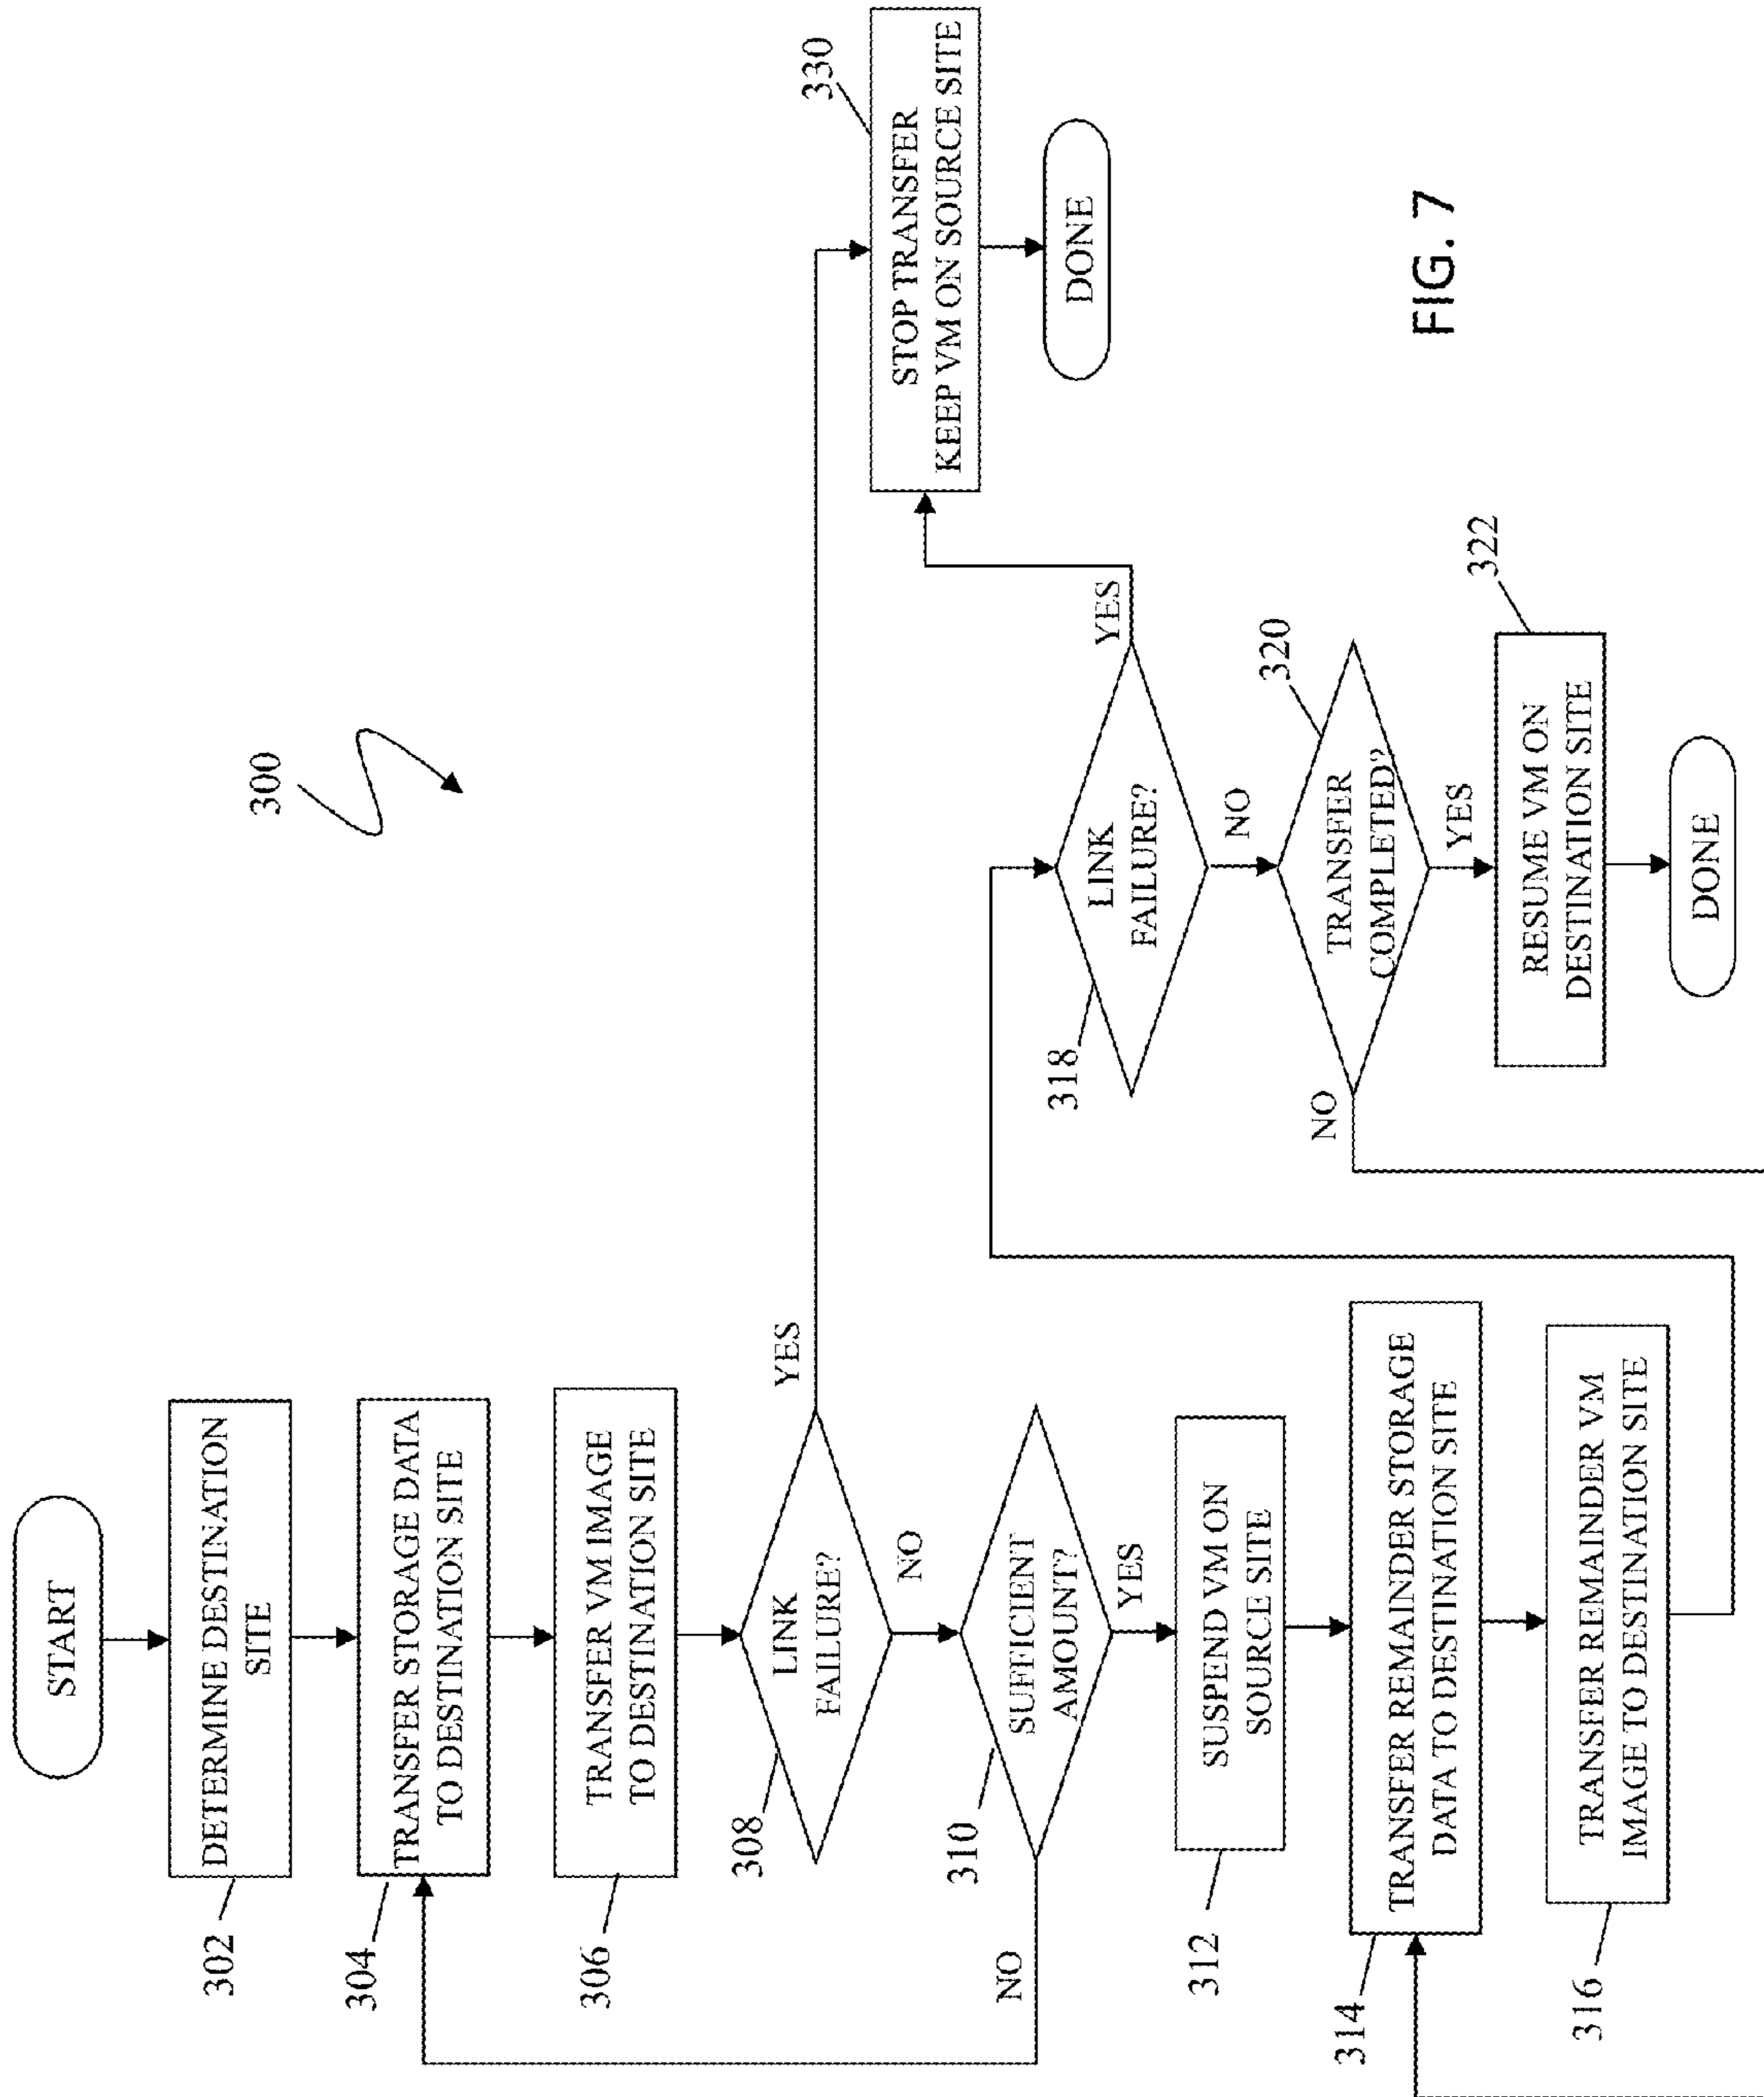 300
START
DETERMINE DESTINATION
SITE
302
TRANSFER STORAGE DATA
TO DESTINATION SITE
304
TRANSFER VM IMAGE
TO DESTINATION SITE
306
LINK
FAILURE?
308
YES
NO
SUFFICIENT
AMOUNT?
310
NO
YES
SUSPEND VM ON
SOURCE SITE
312
TRANSFER REMAINDER STORAGE
DATA TO DESTINATION SITE
314
TRANSFER REMAINDER VM
IMAGE TO DESTINATION SITE
316
LINK
FAILURE?
318
YES
NO
TRANSFER
COMPLETED?
320
NO
YES
RESUME VM ON
DESTINATION SITE
322
DONE
STOP TRANSFER
KEEP VM ON SOURCE SITE
330
DONE
FIG. 7